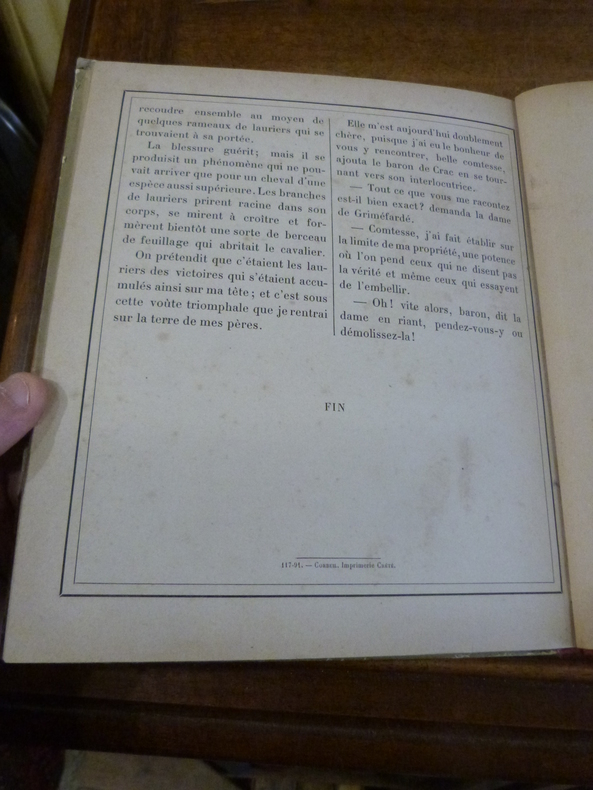 recoudre ensemble au moyen de
quelques rameaux de lauriers qui se
trouvaient à sa portée.
La blessure guérit; mais il se
produisit un phénomène qui ne pou-
vait arriver que pour un cheval d'une
espèce aussi supérieure. Les branches
de lauriers prirent racine dans son
corps, se mirent à croître et for-
mèrent bientôt une sorte de berceau
de feuillage qui abritait le cavalier.
On prétendit que c'étaient les lau-
riers des victoires qui s'étaient accu-
mulés ainsi sur ma tête; et c'est sous
cette voûte triomphale que je rentrai
sur la terre de mes pères.
Elle m'est aujourd'hui doublement
chère, puisque j'ai eu le bonheur de
vous y rencontrer, belle comtesse,
ajouta le baron de Crac en se tour-
nant vers son interlocutrice.
— Tout ce que vous me racontez
est-il bien exact? demanda la dame
de Griméfardé.
— Comtesse, j'ai fait établir sur
la limite de ma propriété, une potence
où l'on pend ceux qui ne disent pas
la vérité et même ceux qui essayent
de l'embellir.
— Oh! vite alors, baron, dit la
dame en riant, pendez-vous-y ou
démolissez-la!
FIN
117-91. — Corbeil. Imprimerie Crété.